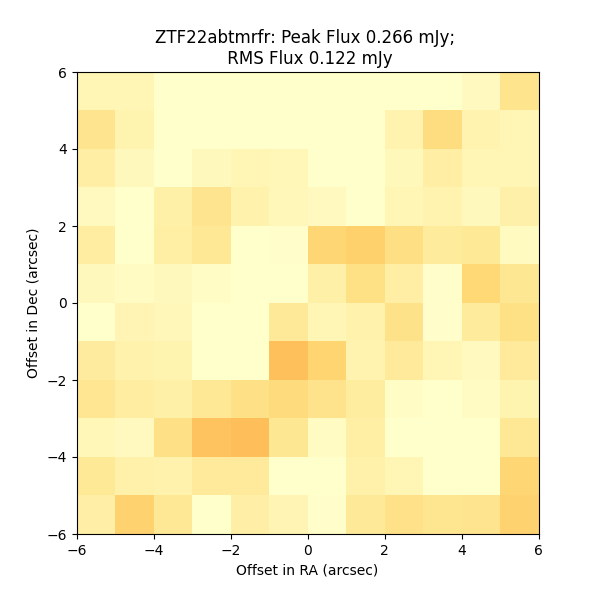 ZTF22abtmrfr: Peak Flux 0.266 mJy;
RMS Flux 0.122 mJy
6
4
2
0
−2
−4
−6
Offset in Dec (arcsec)
−6 −4 −2 0 2 4 6
Offset in RA (arcsec)